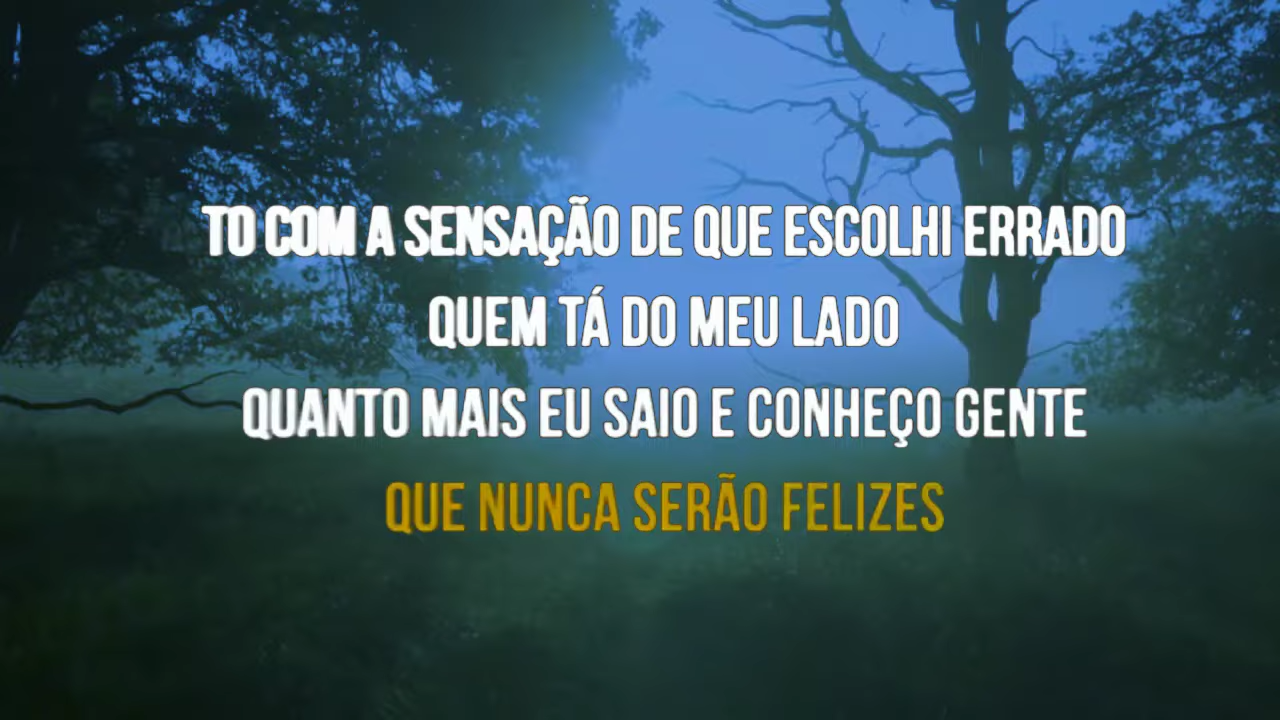 TO COM A SENSAÇÃO DE QUE ESCOLHI ERRADO
QUEM TÁ DO MEU LADO
QUANTO MAIS EU SAIO E CONHEÇO GENTE
QUE NUNCA SERÃO FELIZES